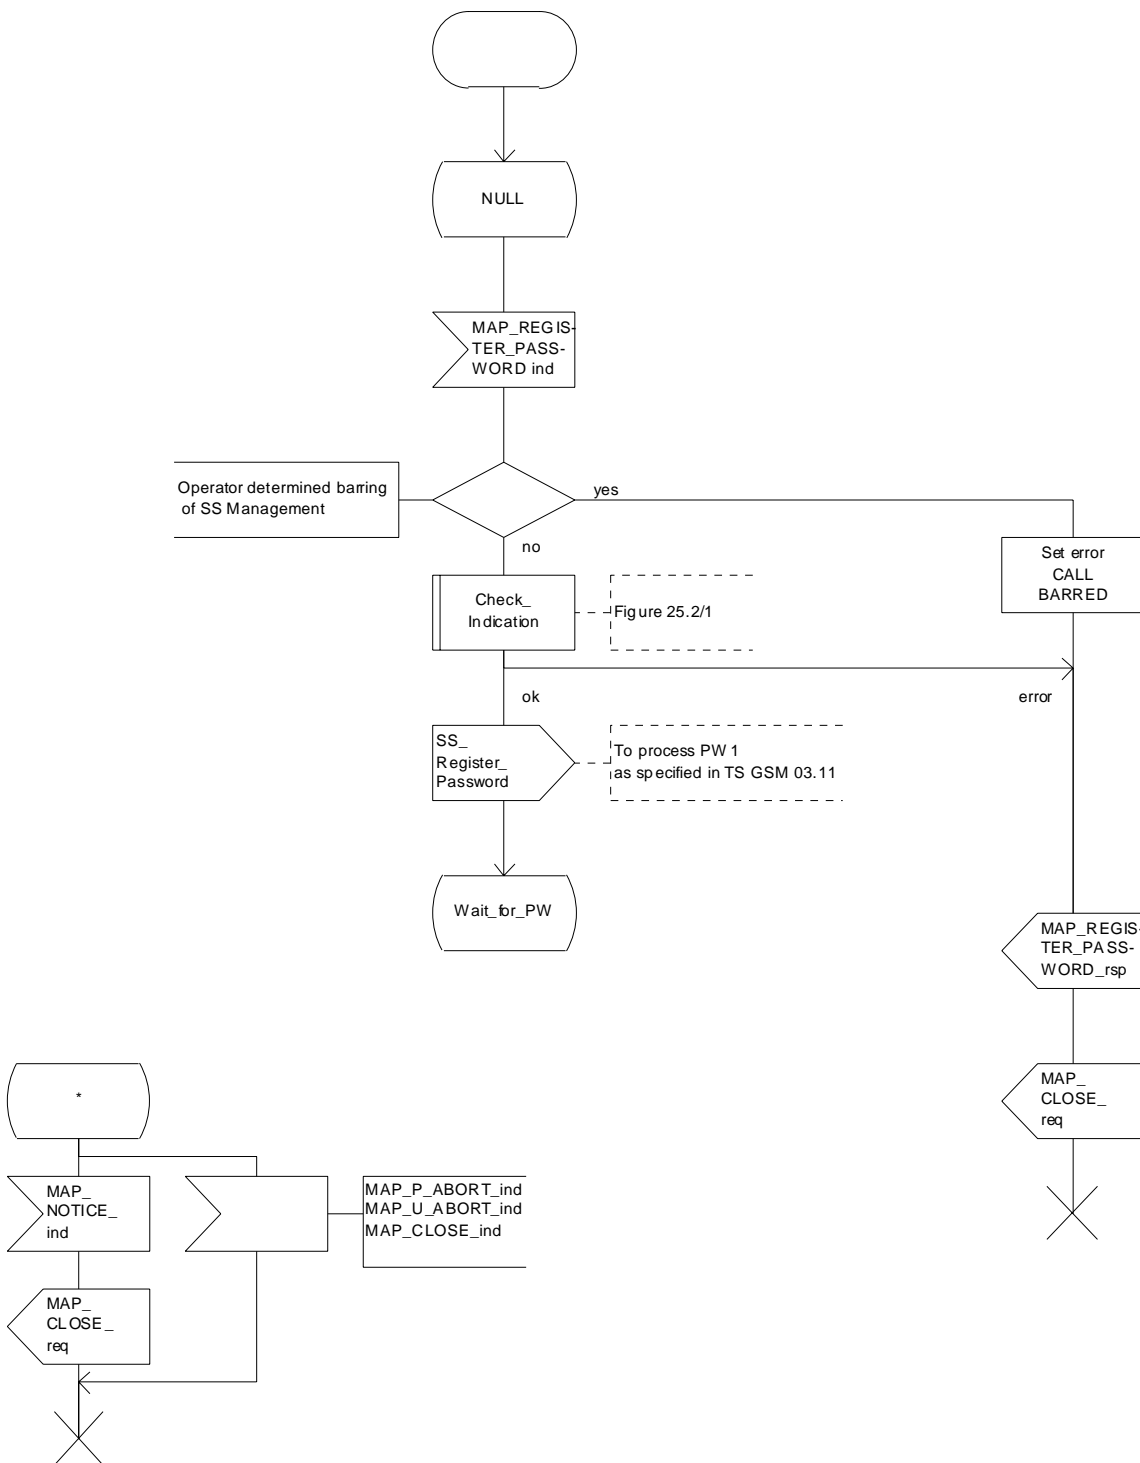 NULL
MAP_REGIS-
TER_PASS-
WORD ind
Operator determined barring
of SS Management
yes
no
Set error
CALL
BARRED
Check_
Indication
Figure 25.2/1
ok
error
SS_
Register_
Password
To process PW1
as specified in TS GSM 03.11
Wait_for_PW
MAP_REGIS-
TER_PASS-
WORD_rsp
MAP_
CLOSE_
req
*
MAP_
NOTICE_
ind
MAP_P_ABORT_ind
MAP_U_ABORT_ind
MAP_CLOSE_ind
MAP_
CLOSE_
req